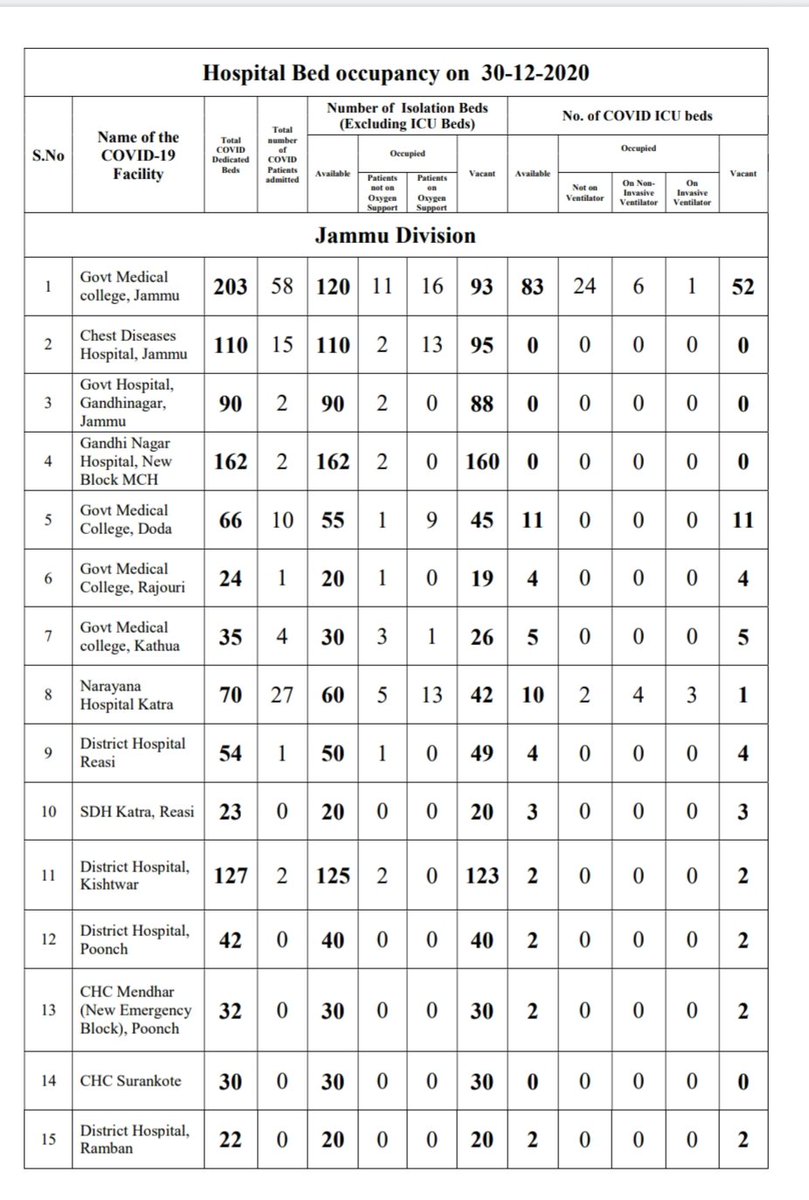 Hospital Bed occupancy on 30-12-2020
S.No
Name of the
COVID-19
Facility
Total
COVID
Dedicated
Beds
Total
number
of
COVID
Patients
admitted
Number of Isolation Beds
(Excluding ICU Beds)
No. of COVID ICU beds
Available
Occupied
Patients
not on
Oxygen
Support
Patients
on
Oxygen
Support
Vacant
Available
Occupied
Not on
Ventilator
On Non-
Invasive
Ventilator
On
Invasive
Ventilator
Vacant
Jammu Division
1 Govt Medical
college, Jammu 203 58 120 11 16 93 83 24 6 1 52
2 Chest Diseases
Hospital, Jammu 110 15 110 2 13 95 0 0 0 0 0
3 Govt Hospital,
Gandhinagar,
Jammu 90 2 90 2 0 88 0 0 0 0 0
4 Gandhi Nagar
Hospital, New
Block MCH 162 2 162 2 0 160 0 0 0 0 0
5 Govt Medical
College, Doda 66 10 55 1 9 45 11 0 0 0 11
6 Govt Medical
College, Rajouri 24 1 20 1 0 19 4 0 0 0 4
7 Govt Medical
college, Kathua 35 4 30 3 1 26 5 0 0 0 5
8 Narayana
Hospital Katra 70 27 60 5 13 42 10 2 4 3 1
9 District Hospital
Reasi 54 1 50 1 0 49 4 0 0 0 4
10 SDH Katra, Reasi 23 0 20 0 0 20 3 0 0 0 3
11 District Hospital,
Kishtwar 127 2 125 2 0 123 2 0 0 0 2
12 District Hospital,
Poonch 42 0 40 0 0 40 2 0 0 0 2
13 CHC Mendhar
(New Emergency
Block), Poonch 32 0 30 0 0 30 2 0 0 0 2
14 CHC Surankote 30 0 30 0 0 30 0 0 0 0 0
15 District Hospital,
Ramban 22 0 20 0 0 20 2 0 0 0 2